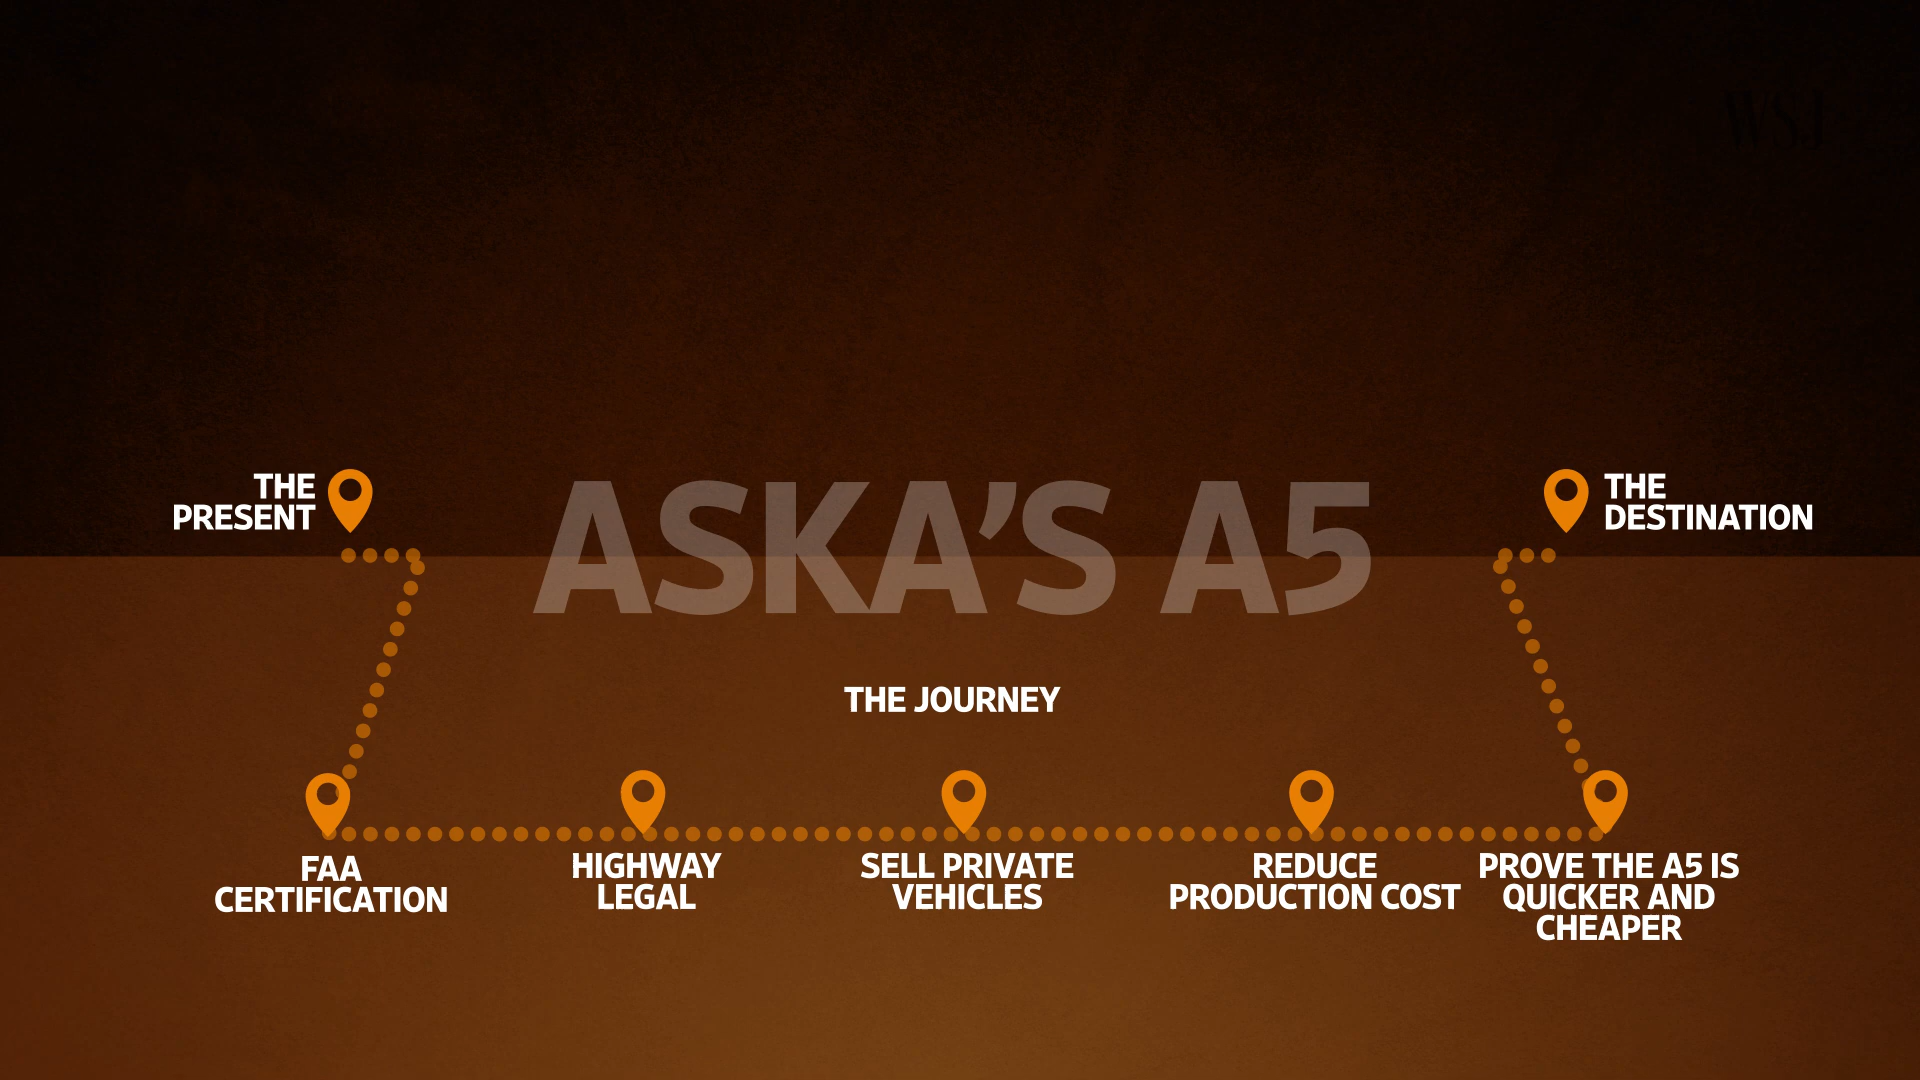 WSJ
THE
PRESENT
ASKA'S A5
THE
DESTINATION
THE JOURNEY
FAA
CERTIFICATION
HIGHWAY
LEGAL
SELL PRIVATE
VEHICLES
REDUCE
PRODUCTION COST
PROVE THE A5 IS
QUICKER AND
CHEAPER